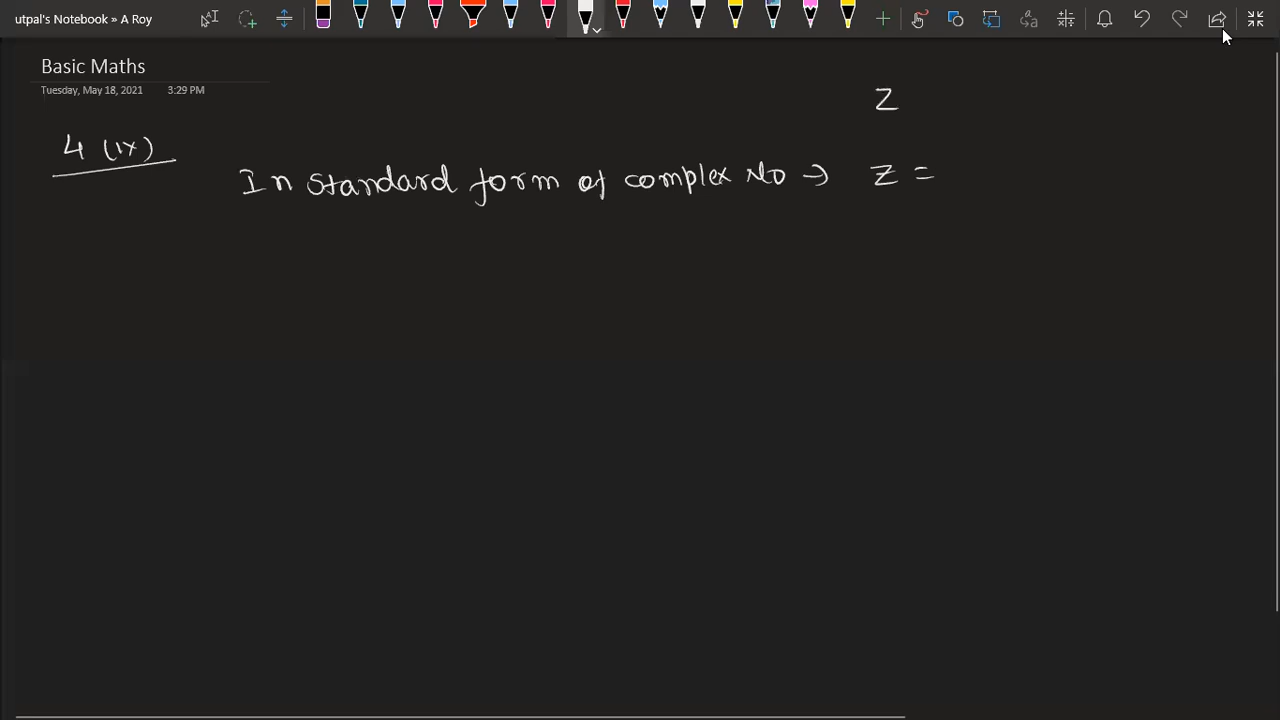 utpal's Notebook » A Roy
Basic Maths
Tuesday, May 18, 2021 3:29 PM
Z
4 (ix)
In standard form of complex No → Z =